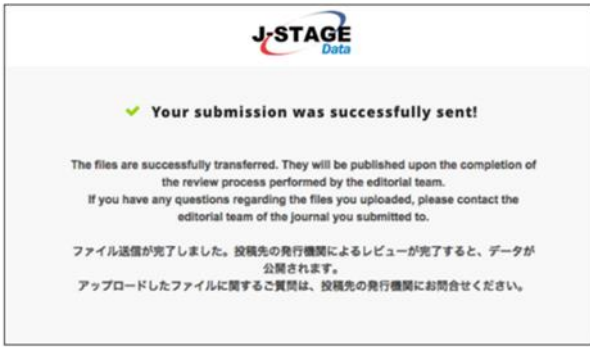 J-STAGE
Data
Your submission was successfully sent!
The files are successfully transferred. They will be published upon the completion of
the review process performed by the editorial team.
If you have any questions regarding the files you uploaded, please contact the
editorial team of the journal you submitted to.
ファイル送信が完了しました。投稿先の発行機関によるレビューが完了すると、データが
公開されます。
アップロードしたファイルに関するご質問は、投稿先の発行機関にお問合せください。